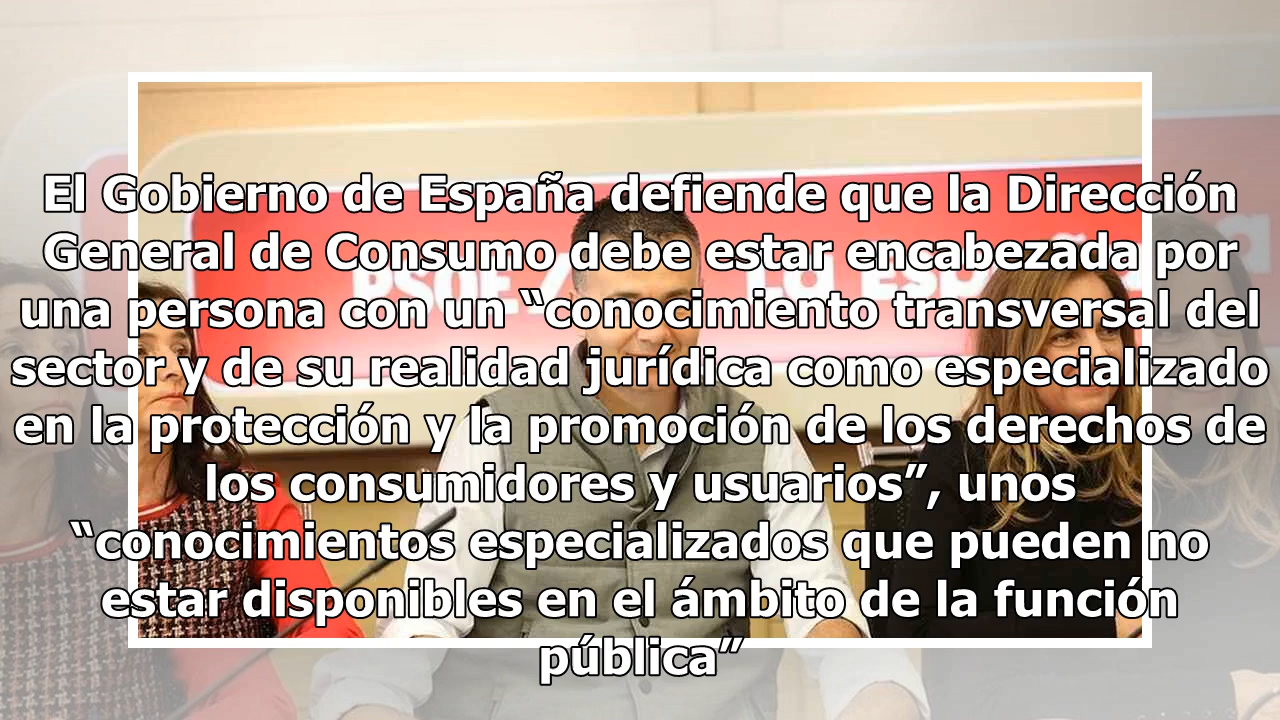 El Gobierno de España defiende que la Dirección
General de Consumo debe estar encabezada por
una persona con un “conocimiento transversal del
sector y de su realidad jurídica como especializado
en la protección y la promoción de los derechos de
los consumidores y usuarios”, unos
“conocimientos especializados que pueden no
estar disponibles en el ámbito de la función
pública”
PSOE